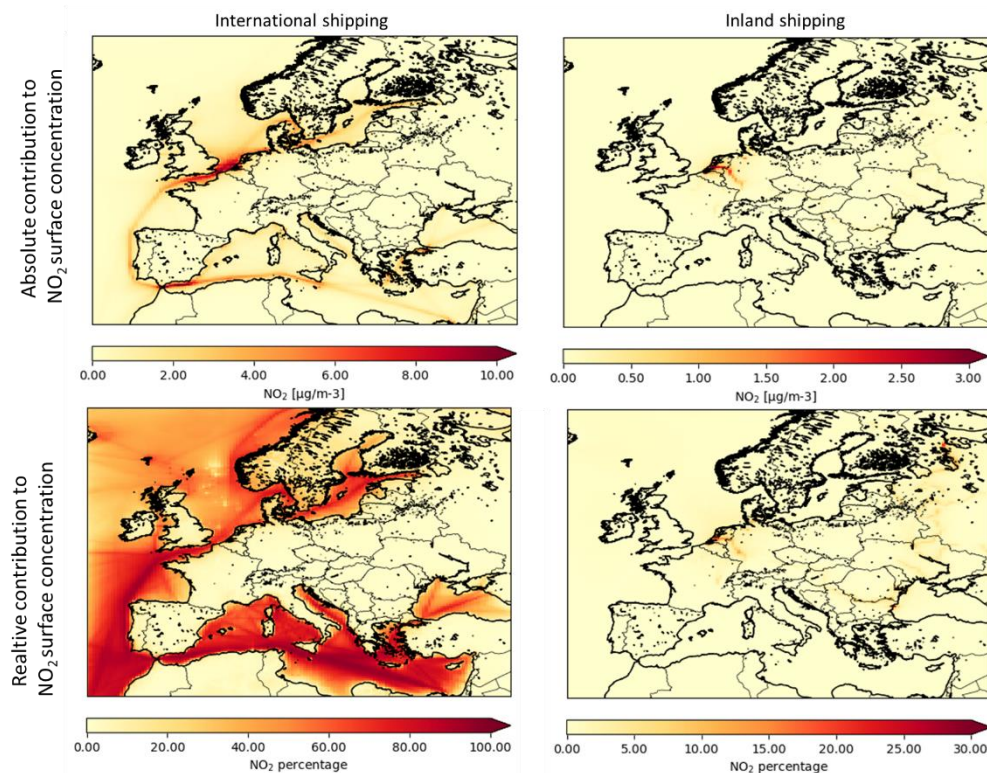 International shipping
Inland shipping
Absolute contribution to
NO₂ surface concentration
0.00 2.00 4.00 6.00 8.00 10.00
NO₂ [µg/m-3]
0.00 0.50 1.00 1.50 2.00 2.50 3.00
NO₂ [µg/m-3]
Realtive contribution to
NO₂ surface concentration
0.00 20.00 40.00 60.00 80.00 100.00
NO₂ percentage
0.00 5.00 10.00 15.00 20.00 25.00 30.00
NO₂ percentage